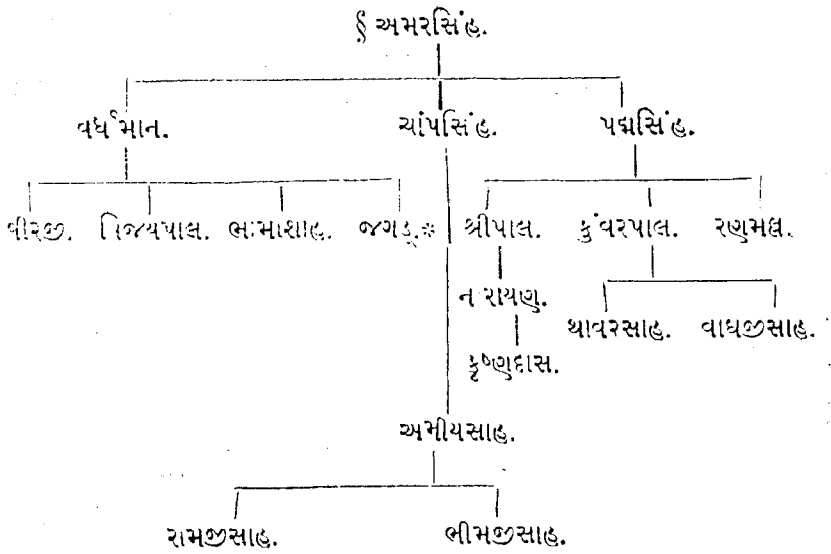 § અમરસિંહ.
વર્ધમાન. ચાંપસિંહ. પદ્મસિંહ.
વીરજી. વિજયપાલ. ભામાશાહ. જગડૂ.* શ્રીપાલ. કુંવરપાલ. રણમલ્લ.
નારાયણ. થાવરસાહ. વાઘજીસાહ.
કૃષ્ણદાસ.
અમીયસાહ.
રામજીસાહ. ભીમજીસાહ.